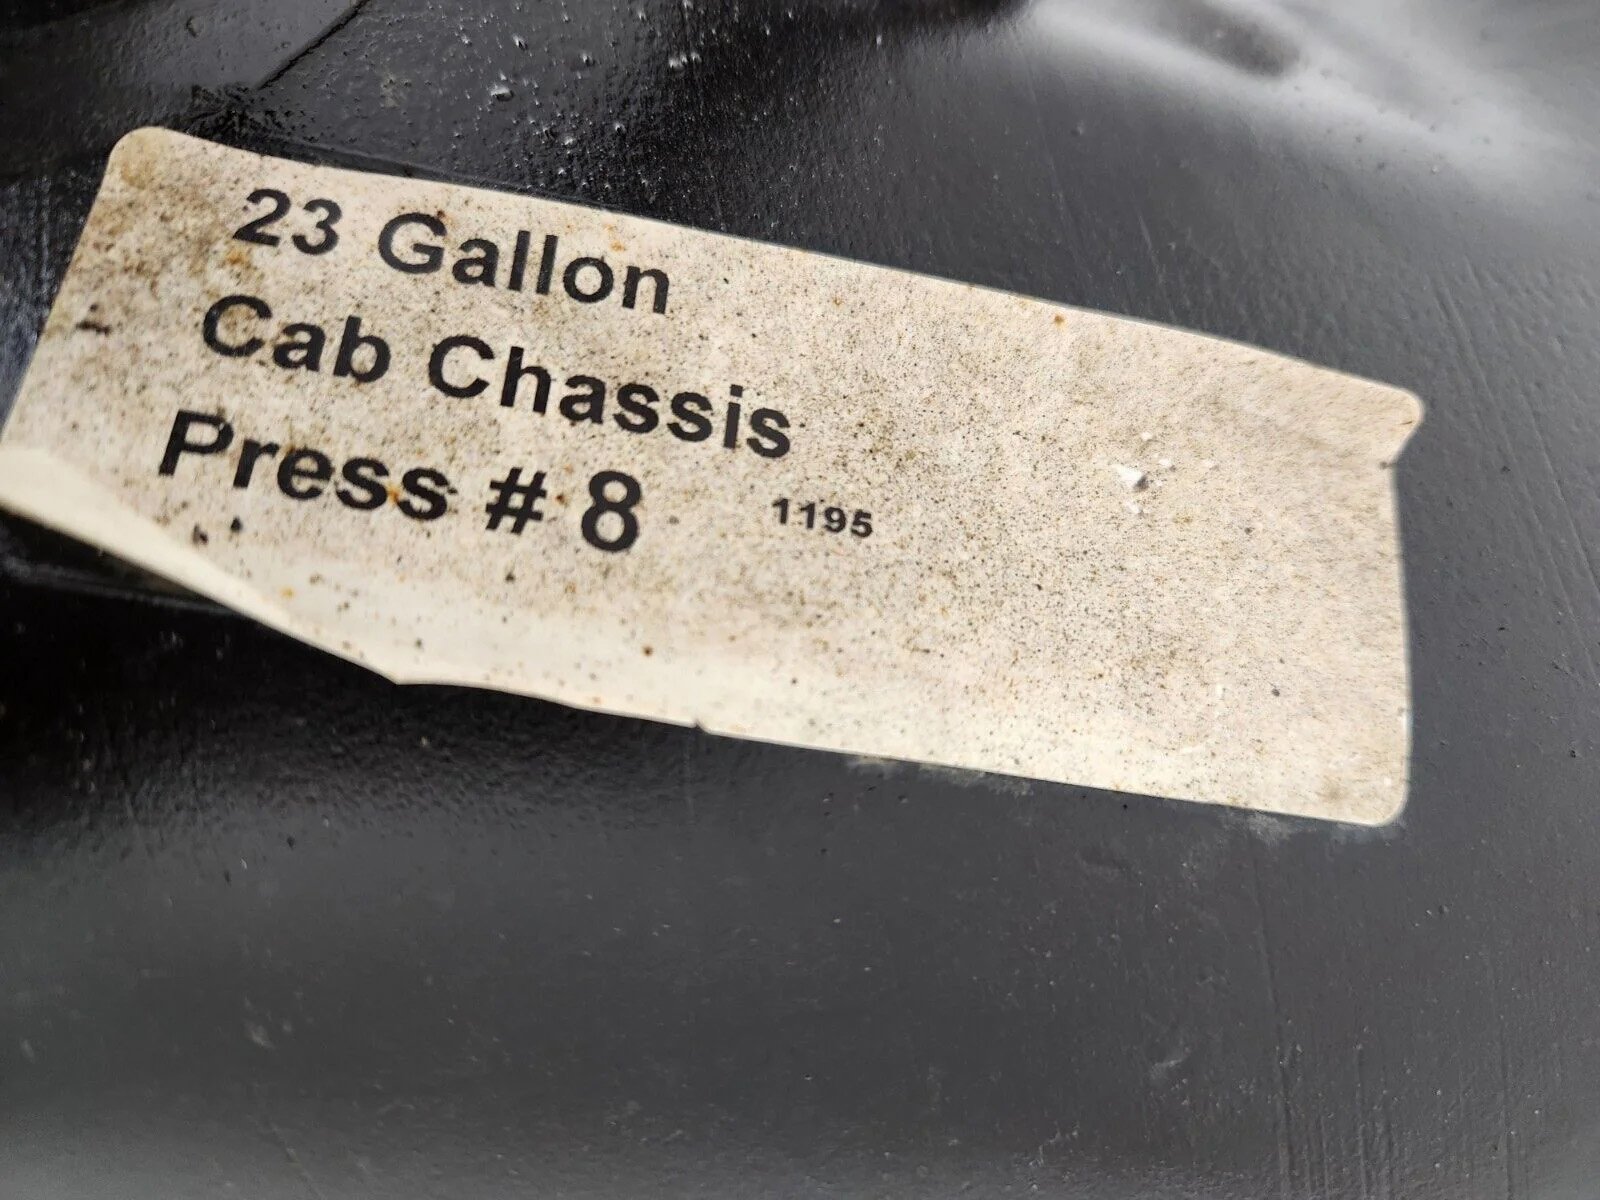 23 Gallon
Cab Chassis
Press # 8 1195